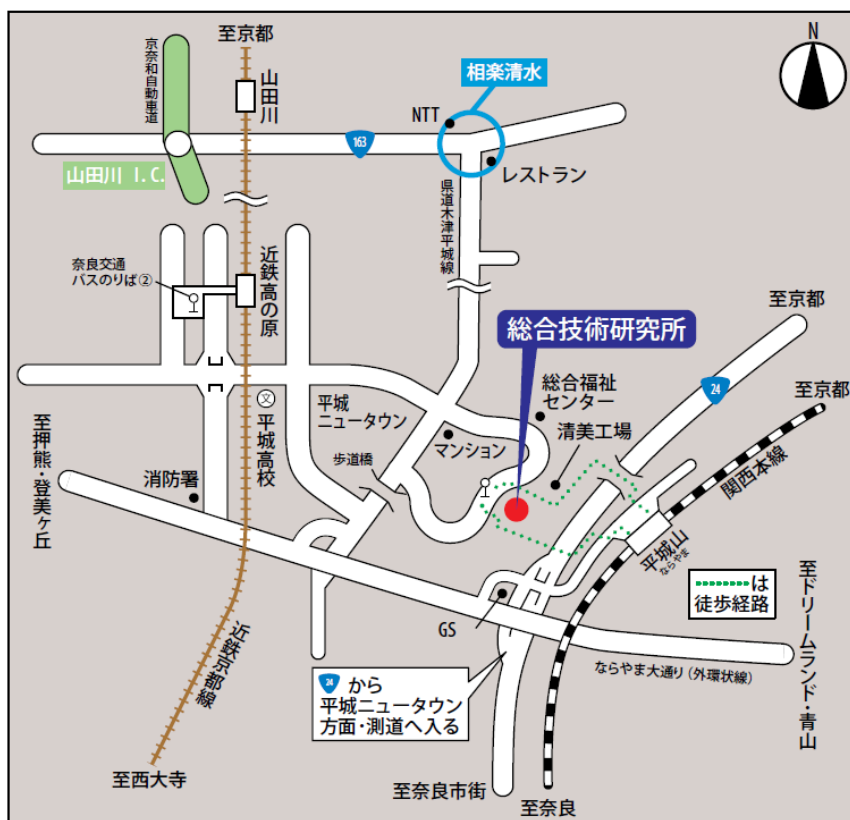 至京都
N
京奈和自動車道
山田川
相楽清水
NTT
163
山田川 I.C.
レストラン
県道木津平城線
奈良交通
バスのりば②
近鉄高の原
至京都
総合技術研究所
24
至京都
総合福祉
センター
平城
ニュータウン
文
平城高校
マンション
清美工場
至押熊・登美ヶ丘
歩道橋
消防署
関西本線
平城山
ならやま
は
徒歩経路
至ドリームランド・青山
GS
近鉄京都線
ならやま大通り(外環状線)
24 から
平城ニュータウン
方面・測道へ入る
至西大寺
至奈良市街
至奈良